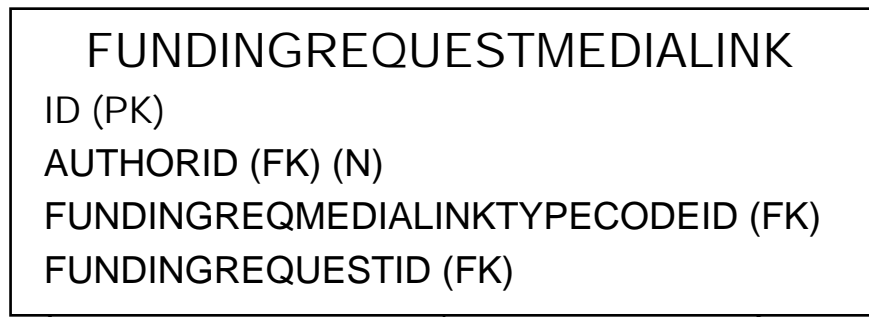 FUNDINGREQUESTMEDIALINK
ID (PK)
AUTHORID (FK) (N)
FUNDINGREQMEDIALINKTYPECODEID (FK)
FUNDINGREQUESTID (FK)